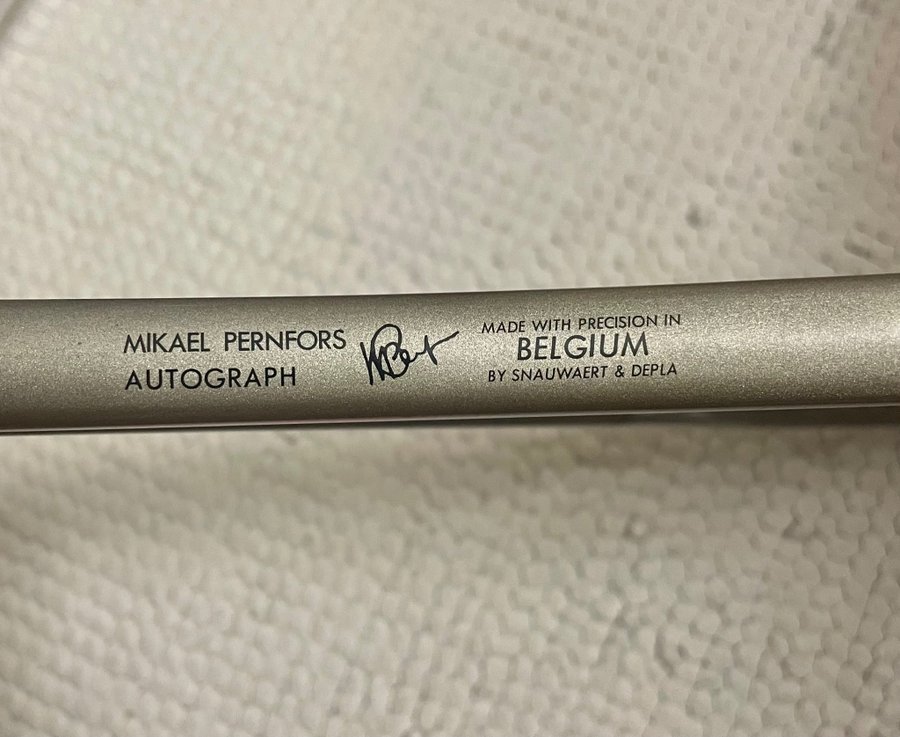 MIKAEL PERNFORS
AUTOGRAPH
MADE WITH PRECISION IN
BELGIUM
BY SNAUWAERT & DEPLA